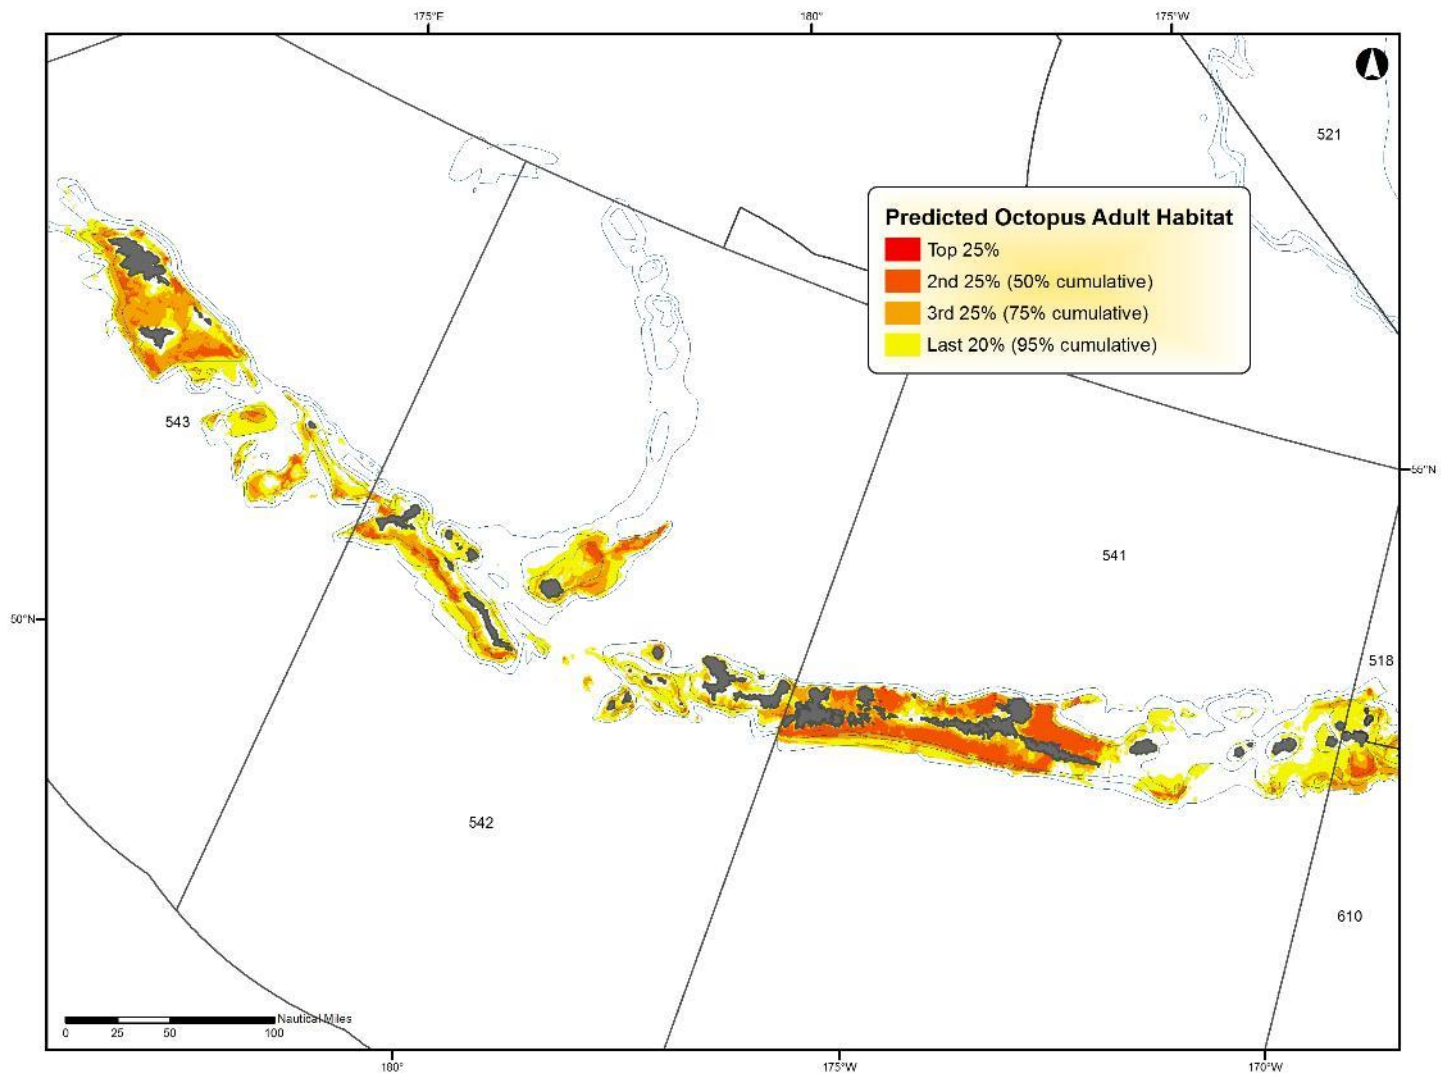 175°E 180° 175°W
521
Predicted Octopus Adult Habitat
Top 25%
2nd 25% (50% cumulative)
3rd 25% (75% cumulative)
Last 20% (95% cumulative)
543
55°N
541
50°N
518
542
610
Nautical Miles
0 25 50 100
180° 175°W 170°W